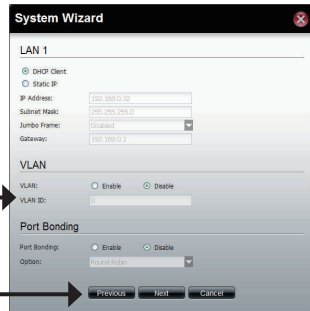 System Wizard
LAN 1
DHCP Client
Static IP
IP Address: 192.168.0.32
Subnet Mask: 255.255.255.0
Jumbo Frame: Disabled
Gateway: 192.168.0.1
VLAN
VLAN: Enable Disable
VLAN ID: 0
Port Bonding
Port Bonding: Enable Disable
Option: Round Robin
Previous Next Cancel